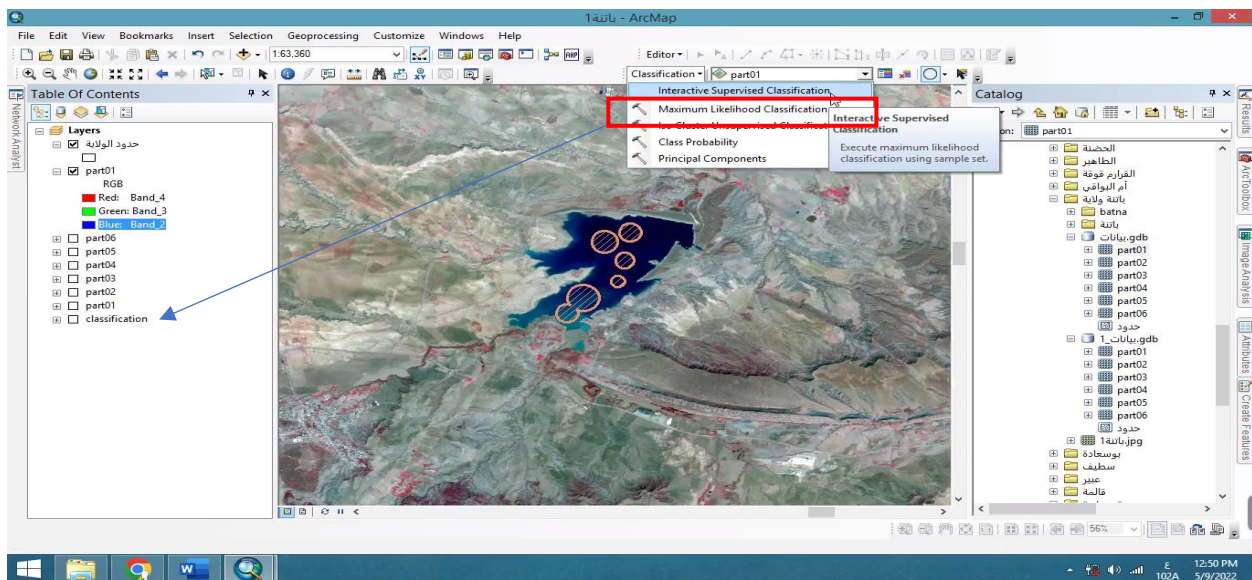 باتنة1 - ArcMap
File Edit View Bookmarks Insert Selection Geoprocessing Customize Windows Help
1:63,360
Editor
Classification
part01
Interactive Supervised Classification
Maximum Likelihood Classification
Iso Cluster Unsupervised Classificat
Class Probability
Principal Components
Interactive Supervised
Classification
Execute maximum likelihood
classification using sample set.
Table Of Contents
Network Analyst
Layers
حدود الولاية
part01
RGB
Red: Band_4
Green: Band_3
Blue: Band_2
part06
part05
part04
part03
part02
part01
classification
Catalog
on: part01
الحضنة
الطاهير
القرارم قوقة
أم البواقي
باتنة ولاية
batna
باتنة
بيانات.gdb
part01
part02
part03
part04
part05
part06
حدود
بيانات_1.gdb
part01
part02
part03
part04
part05
part06
حدود
باتنة1.jpg
بوسعادة
سطيف
عبير
قالمة
Results
ArcToolbox
Image Analysis
Attributes
Create Features
56%
ع
102A
12:50 PM
5/9/2022